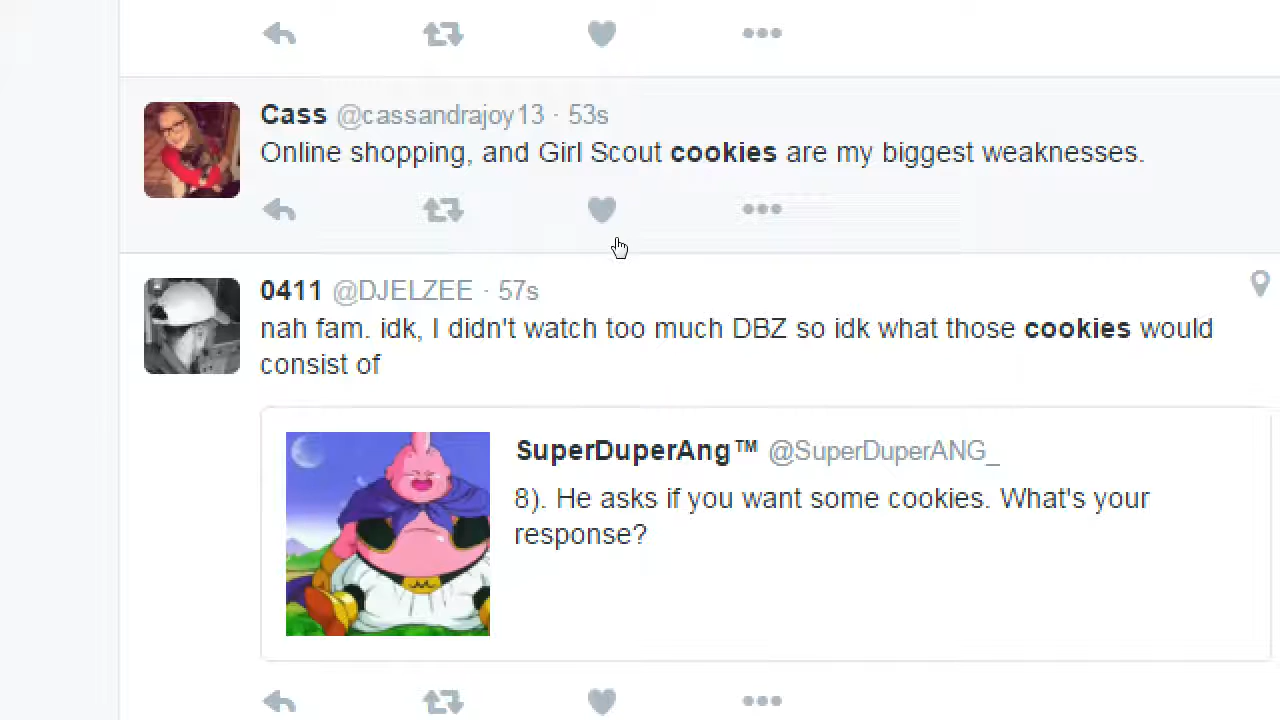 Cass @cassandrajoy13 · 53s
Online shopping, and Girl Scout cookies are my biggest weaknesses.
0411 @DJELZEE · 57s
nah fam. idk, I didn't watch too much DBZ so idk what those cookies would
consist of
SuperDuperAng™ @SuperDuperANG_
8). He asks if you want some cookies. What's your
response?